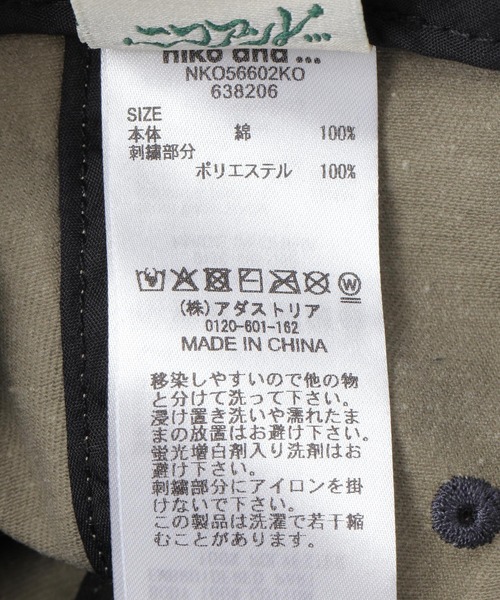 niko and ...
NKO56602KO
638206
SIZE
本体 綿 100%
刺繍部分
ポリエステル 100%
W
(株) アダストリア
0120-601-162
MADE IN CHINA
移染しやすいので他の物
と分けて洗って下さい。
浸け置き洗いや濡れたま
まの放置はお避け下さい。
蛍光増白剤入り洗剤はお
避け下さい。
刺繍部分にアイロンを掛
けないで下さい。
この製品は洗濯で若干縮
むことがあります。